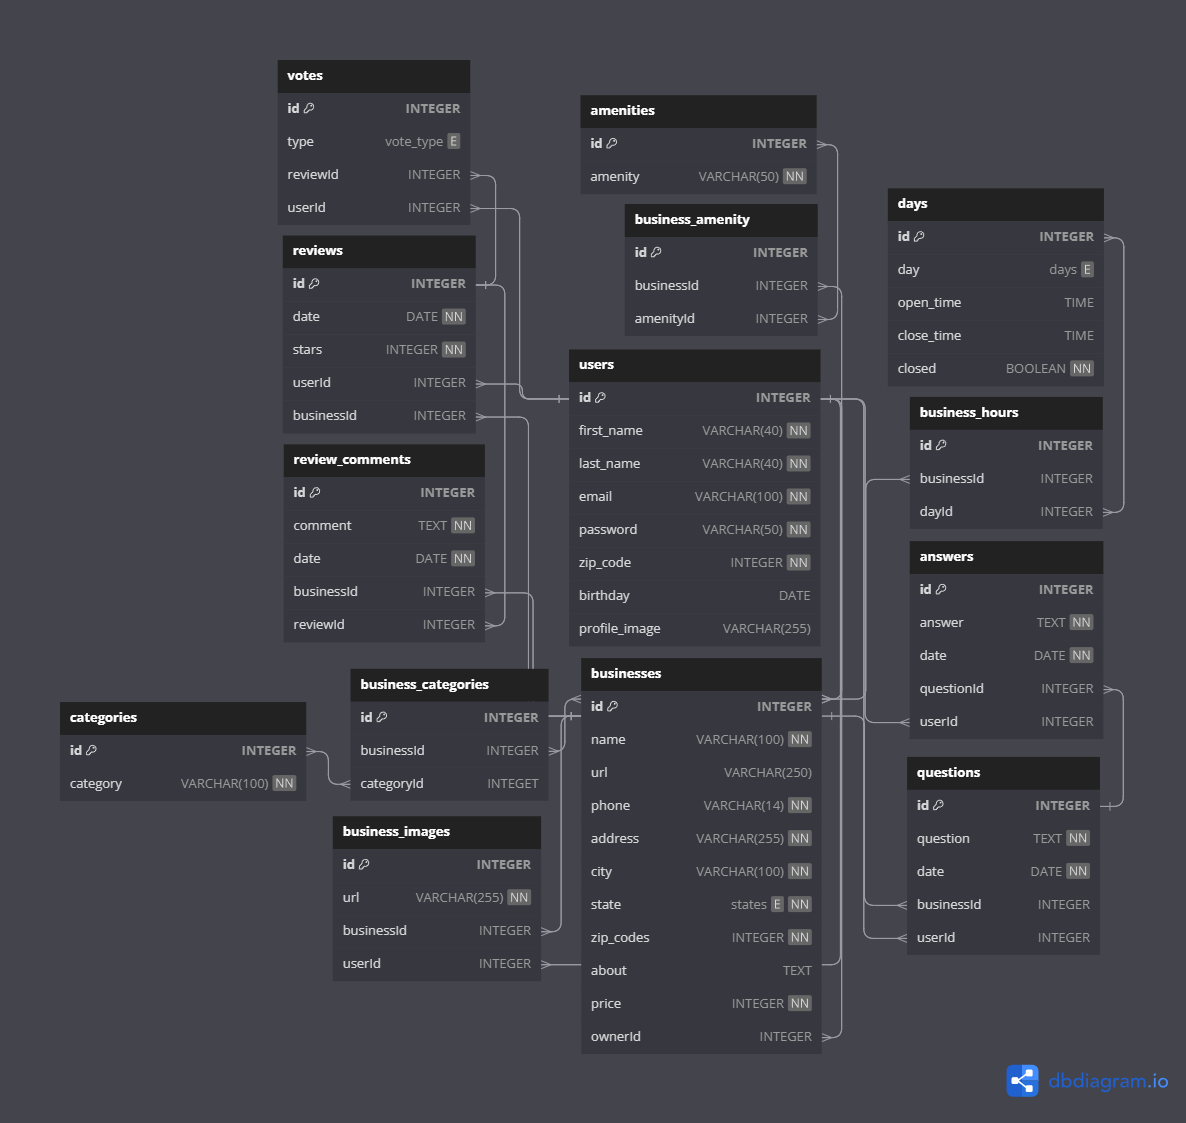 votes
id INTEGER
type vote_type E
reviewId INTEGER
userId INTEGER
reviews
id INTEGER
date DATE NN
stars INTEGER NN
userId INTEGER
businessId INTEGER
review_comments
id INTEGER
comment TEXT NN
date DATE NN
businessId INTEGER
reviewId INTEGER
categories
id INTEGER
category VARCHAR(100) NN
business_categories
id INTEGER
businessId INTEGER
categoryId INTEGET
business_images
id INTEGER
url VARCHAR(255) NN
businessId INTEGER
userId INTEGER
amenities
id INTEGER
amenity VARCHAR(50) NN
business_amenity
id INTEGER
businessId INTEGER
amenityId INTEGER
users
id INTEGER
first_name VARCHAR(40) NN
last_name VARCHAR(40) NN
email VARCHAR(100) NN
password VARCHAR(50) NN
zip_code INTEGER NN
birthday DATE
profile_image VARCHAR(255)
businesses
id INTEGER
name VARCHAR(100) NN
url VARCHAR(250)
phone VARCHAR(14) NN
address VARCHAR(255) NN
city VARCHAR(100) NN
state states E NN
zip_codes INTEGER NN
about TEXT
price INTEGER NN
ownerId INTEGER
days
id INTEGER
day days E
open_time TIME
close_time TIME
closed BOOLEAN NN
business_hours
id INTEGER
businessId INTEGER
dayId INTEGER
answers
id INTEGER
answer TEXT NN
date DATE NN
questionId INTEGER
userId INTEGER
questions
id INTEGER
question TEXT NN
date DATE NN
businessId INTEGER
userId INTEGER
dbdiagram.io